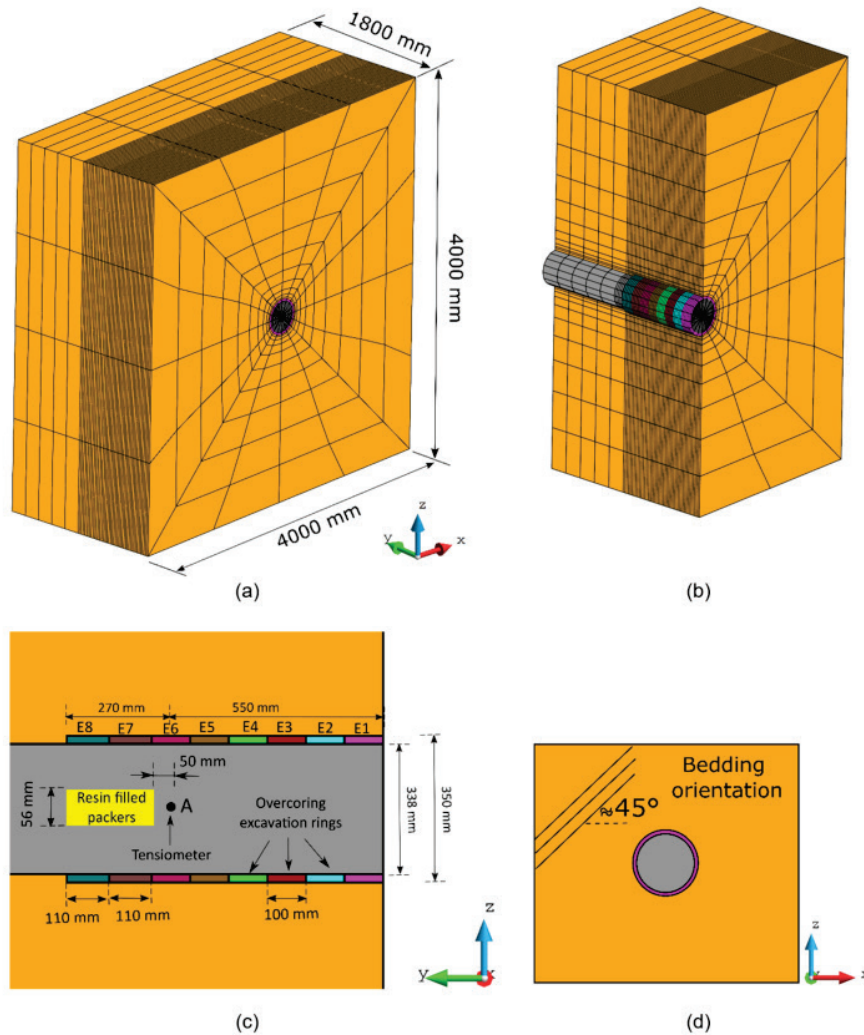 1800 mm
4000 mm
4000 mm
z
y
x
(a)
(b)
270 mm
550 mm
E8
E7
E6
E5
E4
E3
E2
E1
50 mm
56 mm
Resin filled
packers
A
Overcoring
excavation rings
Tensiometer
338 mm
350 mm
110 mm
110 mm
100 mm
z
y
x
(c)
Bedding
orientation
≈45°
z
y
x
(d)